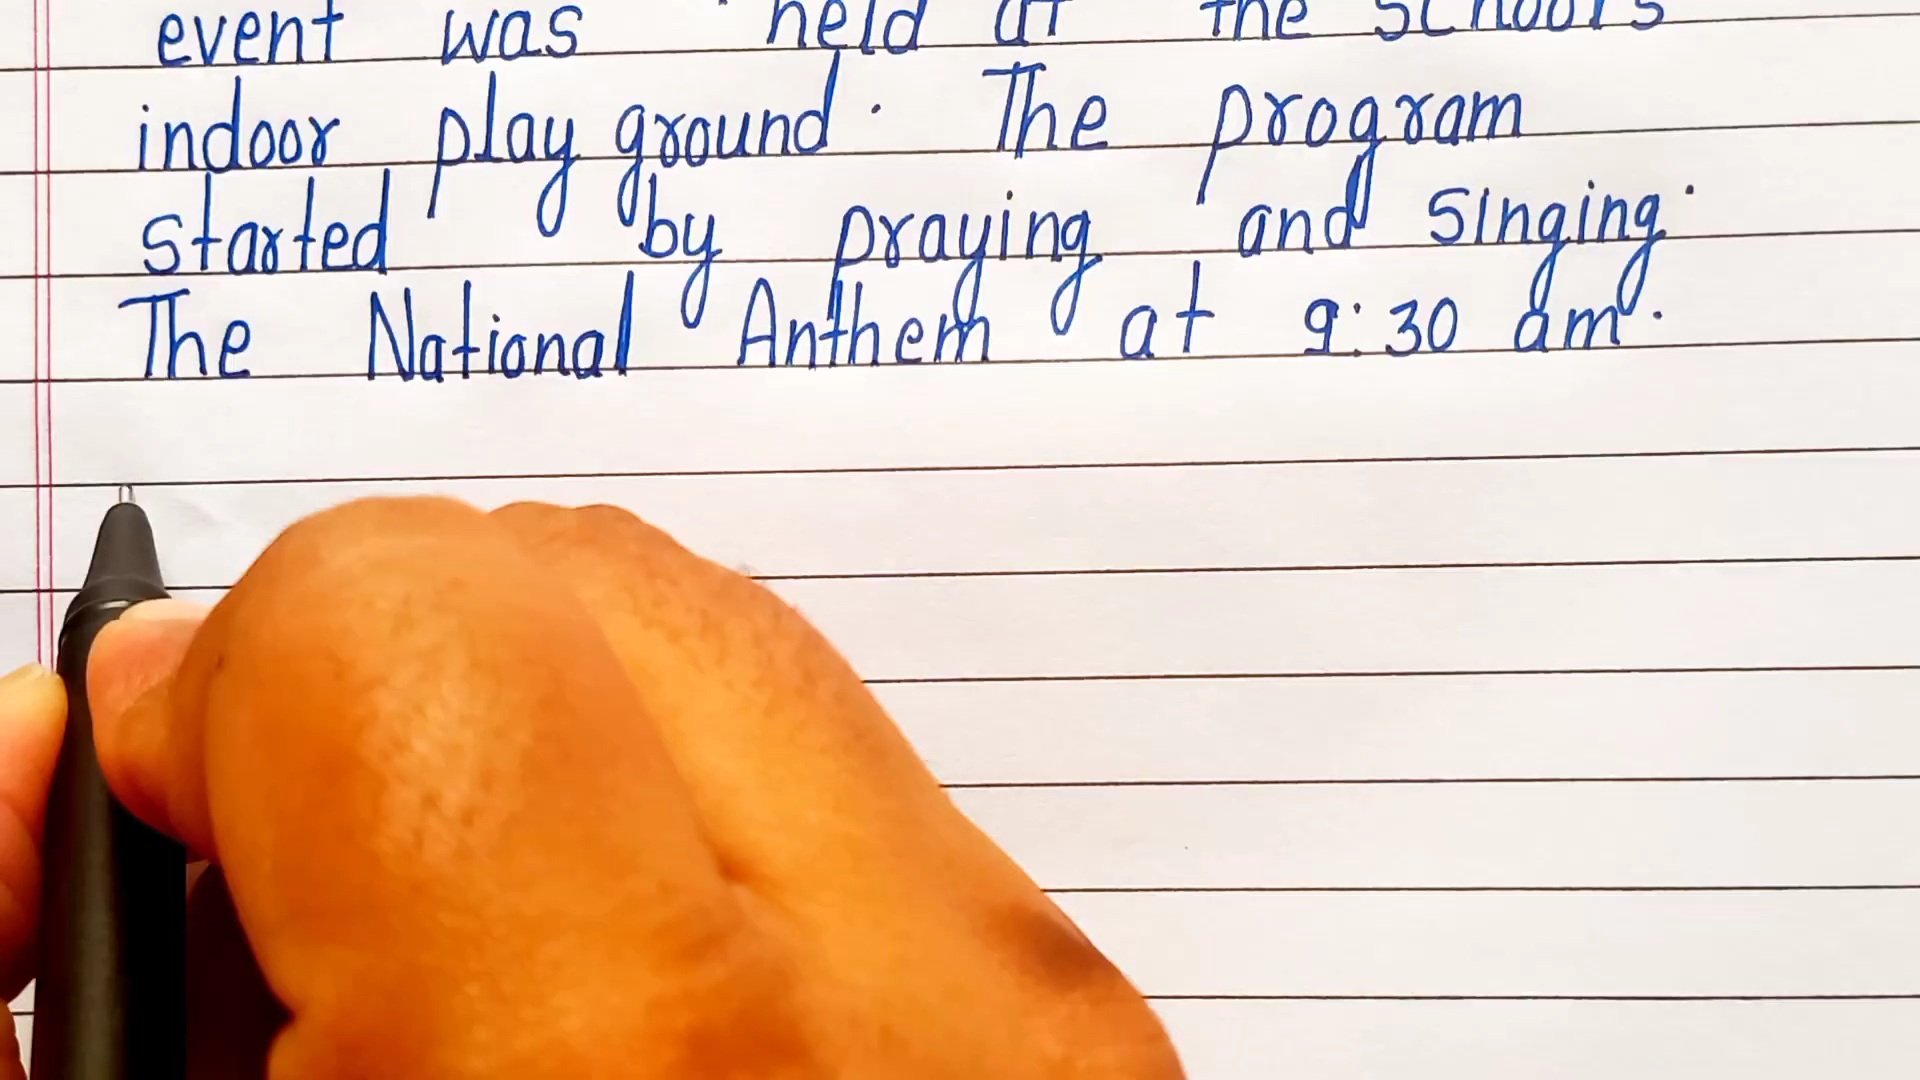 event was held at the schools
indoor play ground. The program
started by praying and singing.
The National Anthem at 9:30 am.